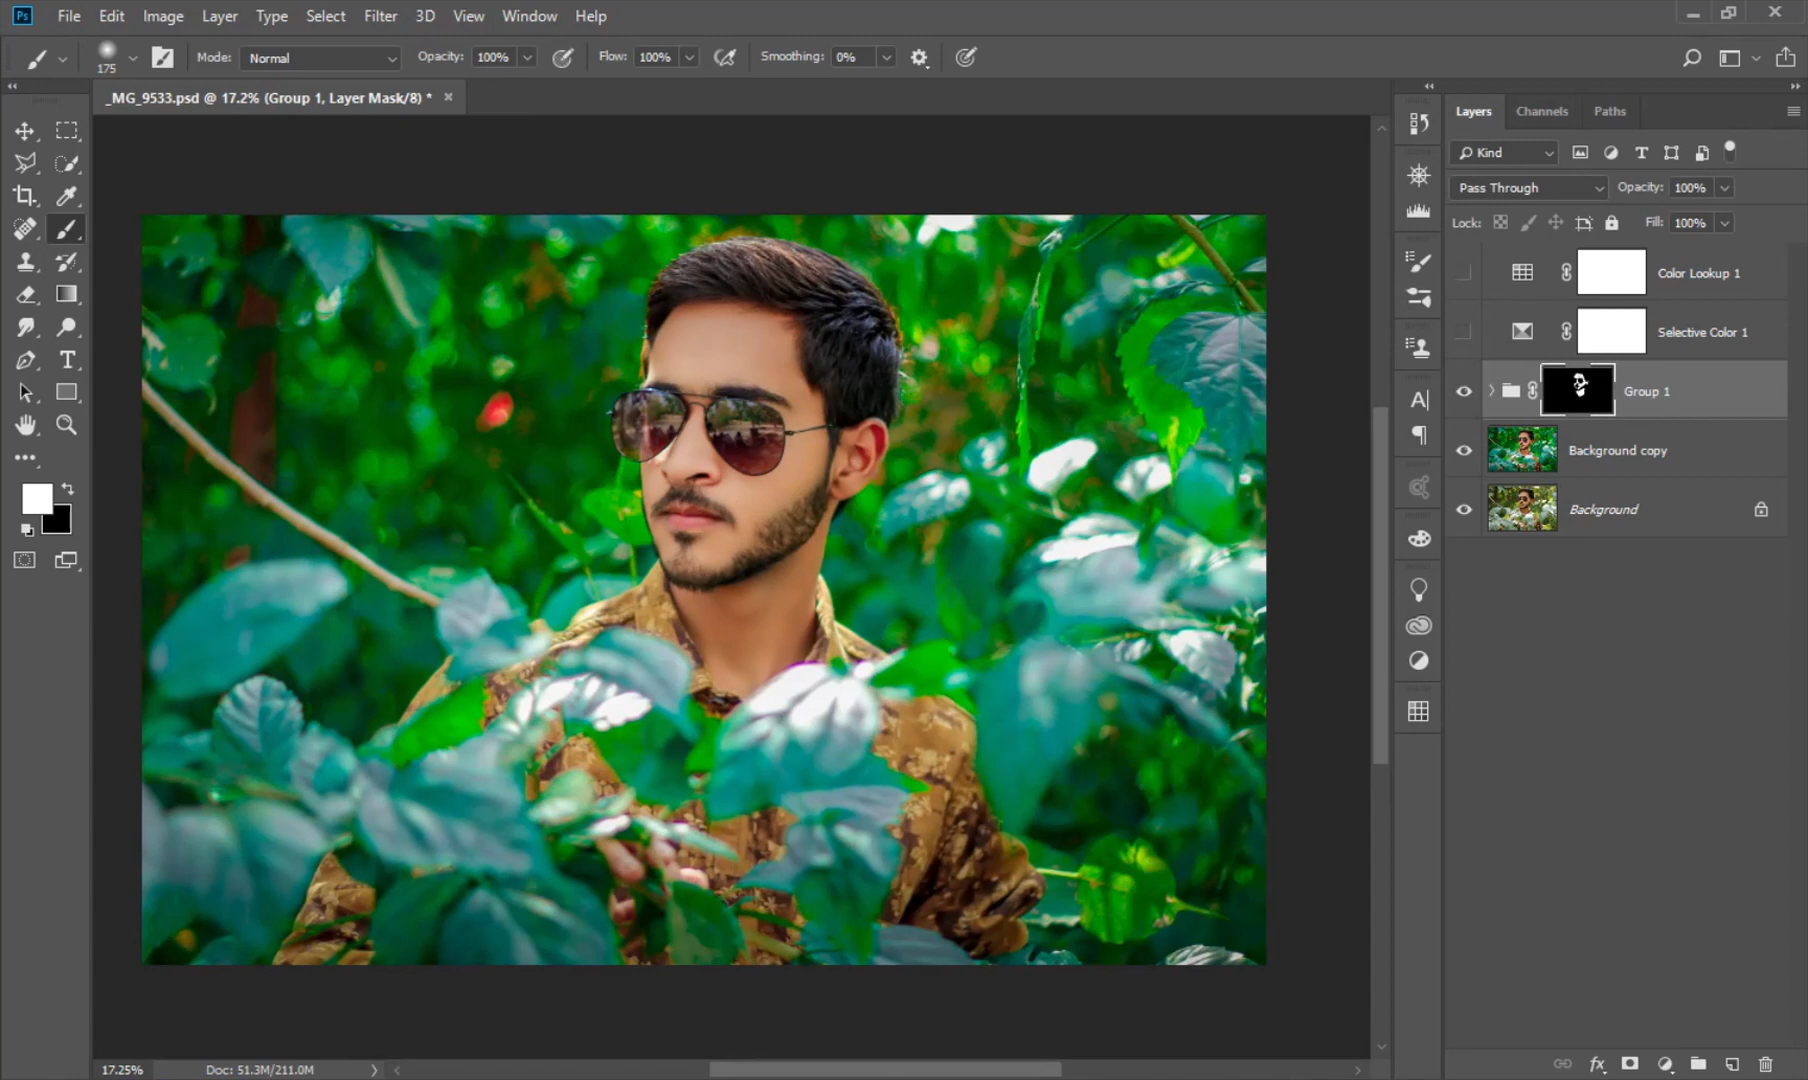 Ps File Edit Image Layer Type Select Filter 3D View Window Help
175 Mode: Normal Opacity: 100% Flow: 100% Smoothing: 0%
_MG_9533.psd @ 17.2% (Group 1, Layer Mask/8) *
Layers Channels Paths
Kind
Pass Through Opacity: 100%
Lock: Fill: 100%
Color Lookup 1
Selective Color 1
Group 1
Background copy
Background
17.25% Doc: 51.3M/211.0M